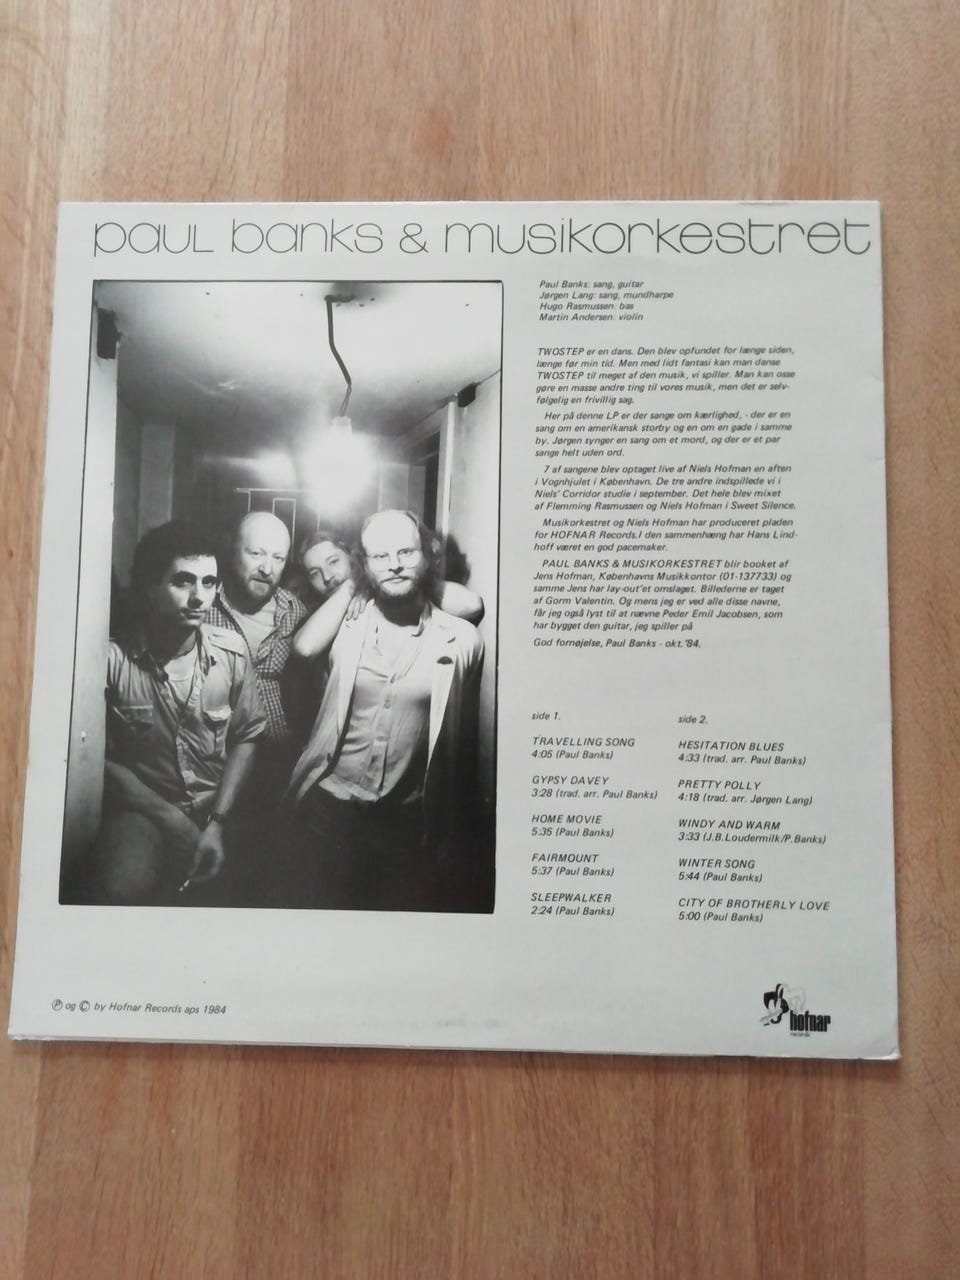 paul banks & musikorkestret
Paul Banks: sang, guitar
Jørgen Lang: sang, mundharpe
Hugo Rasmussen: bas
Martin Andersen: violin
TWOSTEP er en dans. Den blev opfundet for længe siden,
længe før min tid. Men med lidt fantasi kan man danse
TWOSTEP til meget af den musik, vi spiller. Man kan osse
gøre en masse andre ting til vores musik, men det er selv-
følgelig en frivillig sag.
Her på denne LP er der sange om kærlighed, - der er en
sang om en amerikansk storby og en om en gade i samme
by. Jørgen synger en sang om et mord, og der er et par
sange helt uden ord.
7 af sangene blev optaget live af Niels Hofman en aften
i Vognhjulet i København. De tre andre indspillede vi i
Niels' Corridor studie i september. Det hele blev mixet
af Flemming Rasmussen og Niels Hofman i Sweet Silence.
Musikorkestret og Niels Hofman har produceret pladen
for HOFNAR Records. I den sammenhæng har Hans Lind-
hoff været en god pacemaker.
PAUL BANKS & MUSIKORKESTRET blir booket af
Jens Hofman, Københavns Musikkontor (01-137733) og
samme Jens har lay-out'et omslaget. Billederne er taget
af Gorm Valentin. Og mens jeg er ved alle disse navne,
får jeg også lyst til at nævne Peder Emil Jacobsen, som
har bygget den guitar, jeg spiller på
God fornøjelse, Paul Banks - okt. '84.
side 1.
TRAVELLING SONG
4:05 (Paul Banks)
GYPSY DAVEY
3:28 (trad. arr. Paul Banks)
HOME MOVIE
5:35 (Paul Banks)
FAIRMOUNT
5:37 (Paul Banks)
SLEEPWALKER
2:24 (Paul Banks)
side 2.
HESITATION BLUES
4:33 (trad. arr. Paul Banks)
PRETTY POLLY
4:18 (trad. arr. Jørgen Lang)
WINDY AND WARM
3:33 (J.B.Loudermilk/P.Banks)
WINTER SONG
5:44 (Paul Banks)
CITY OF BROTHERLY LOVE
5:00 (Paul Banks)
Ⓟ og © by Hofnar Records aps 1984
hofnar
records